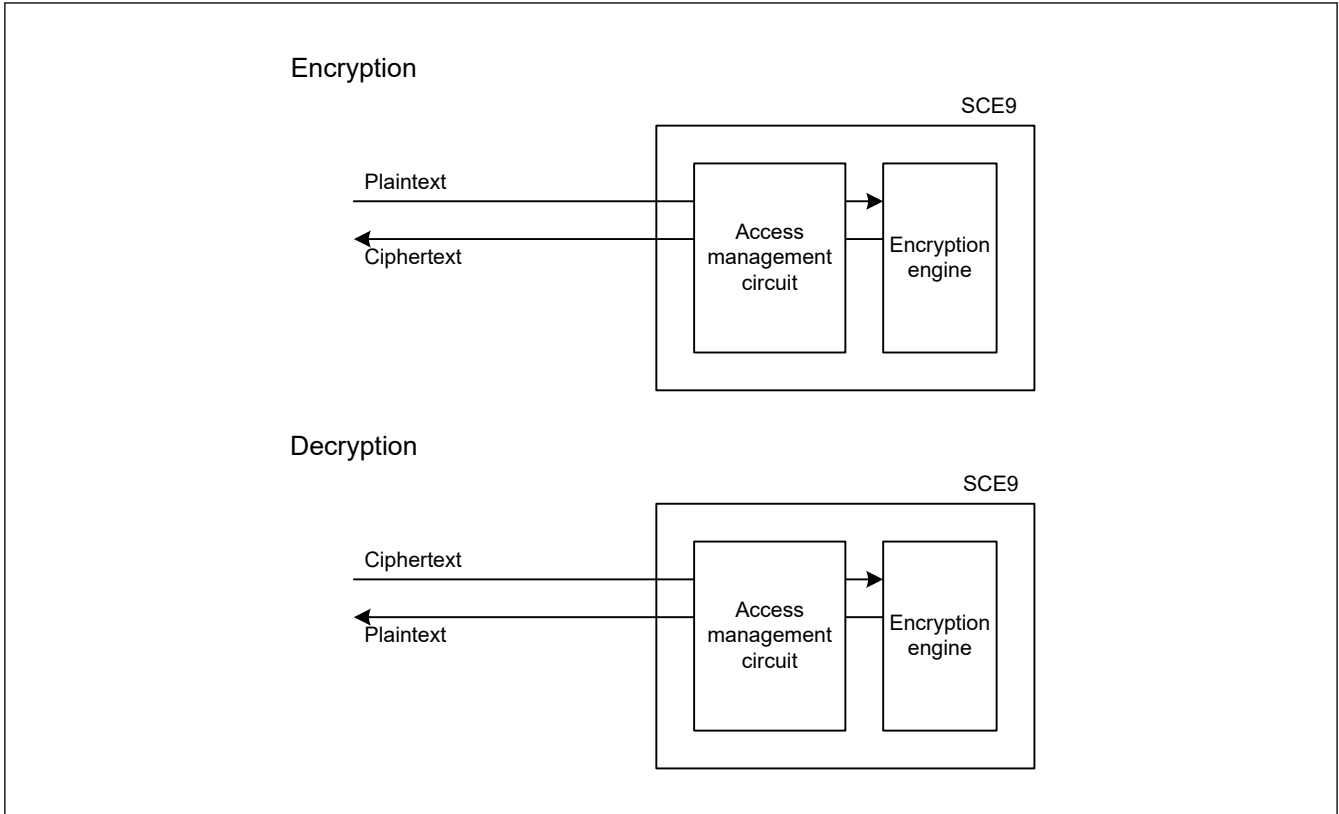 Encryption
SCE9
Plaintext
Ciphertext
Access
management
circuit
Encryption
engine
Decryption
SCE9
Ciphertext
Plaintext
Access
management
circuit
Encryption
engine